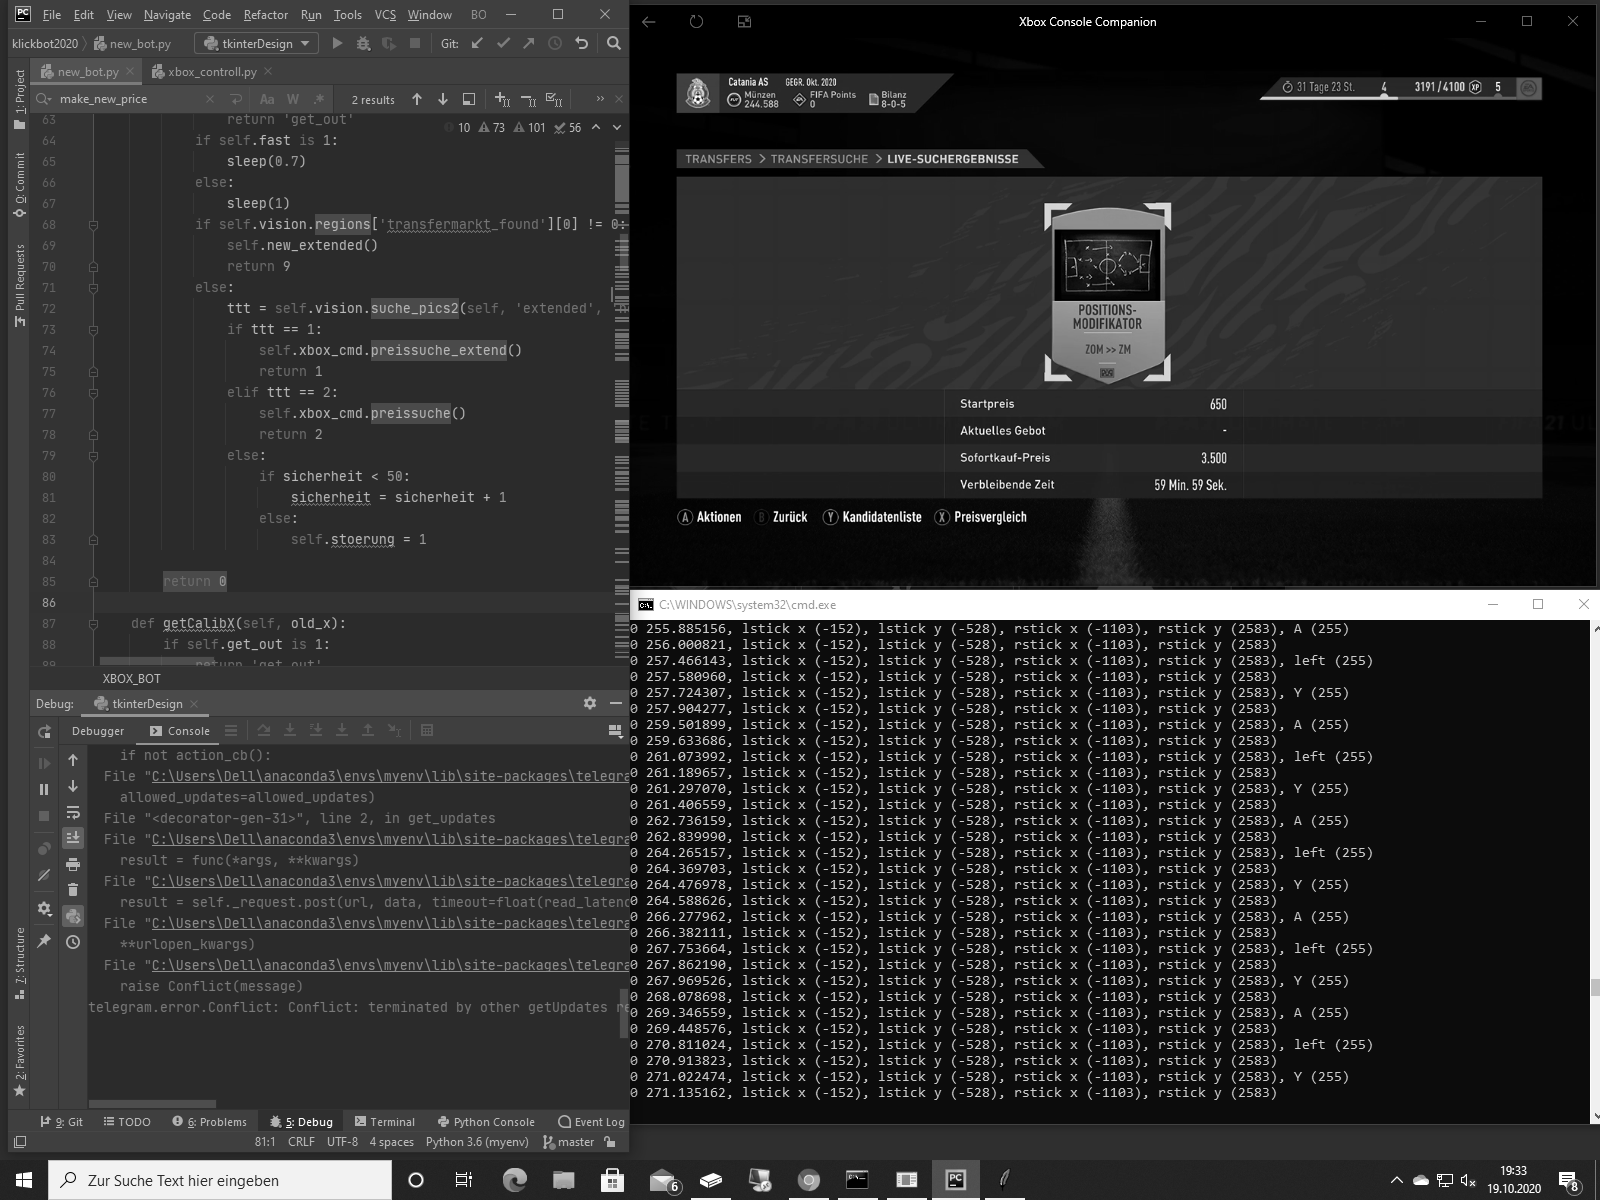 File Edit View Navigate Code Refactor Run Tools VCS Window BO
klickbot2020 new_bot.py tkinterDesign Git:
new_bot.py xbox_controll.py
make_new_price Aa W .* 2 results
10 73 101 56
63 return 'get_out'
64 if self.fast is 1:
65 sleep(0.7)
66 else:
67 sleep(1)
68 if self.vision.regions['transfermarkt_found'][0] != 0:
69 self.new_extended()
70 return 9
71 else:
72 ttt = self.vision.suche_pics2(self, 'extended',
73 if ttt == 1:
74 self.xbox_cmd.preissuche_extend()
75 return 1
76 elif ttt == 2:
77 self.xbox_cmd.preissuche()
78 return 2
79 else:
80 if sicherheit < 50:
81 sicherheit = sicherheit + 1
82 else:
83 self.stoerung = 1
84
85 return 0
86
87 def getCalibX(self, old_x):
88 if self.get_out is 1:
89 return 'get_out'
XBOX_BOT
1: Project
0: Commit
Pull Requests
7: Structure
2: Favorites
Debug: tkinterDesign
Debugger Console
if not action_cb():
File "C:\Users\Dell\anaconda3\envs\myenv\lib\site-packages\telegra
allowed_updates=allowed_updates)
File "<decorator-gen-31>", line 2, in get_updates
File "C:\Users\Dell\anaconda3\envs\myenv\lib\site-packages\telegra
result = func(*args, **kwargs)
File "C:\Users\Dell\anaconda3\envs\myenv\lib\site-packages\telegra
result = self._request.post(url, data, timeout=float(read_latenc
File "C:\Users\Dell\anaconda3\envs\myenv\lib\site-packages\telegra
**urlopen_kwargs)
File "C:\Users\Dell\anaconda3\envs\myenv\lib\site-packages\telegra
raise Conflict(message)
telegram.error.Conflict: Conflict: terminated by other getUpdates re
9: Git TODO 6: Problems 5: Debug Terminal Python Console Event Log
81:1 CRLF UTF-8 4 spaces Python 3.6 (myenv) master
Xbox Console Companion
Catania AS GEGR. Okt. 2020
Münzen 244.588 FIFA Points 0 Bilanz 8-0-5
31 Tage 23 St. 4 3191 / 4100 XP 5
TRANSFERS > TRANSFERSUCHE > LIVE-SUCHERGEBNISSE
POSITIONS-
MODIFIKATOR
ZOM >> ZM
Startpreis 650
Aktuelles Gebot -
Sofortkauf-Preis 3.500
Verbleibende Zeit 59 Min. 59 Sek.
A Aktionen B Zurück Y Kandidatenliste X Preisvergleich
C:\WINDOWS\system32\cmd.exe
0 255.885156, lstick x (-152), lstick y (-528), rstick x (-1103), rstick y (2583), A (255)
0 256.000821, lstick x (-152), lstick y (-528), rstick x (-1103), rstick y (2583)
0 257.466143, lstick x (-152), lstick y (-528), rstick x (-1103), rstick y (2583), left (255)
0 257.580960, lstick x (-152), lstick y (-528), rstick x (-1103), rstick y (2583)
0 257.724307, lstick x (-152), lstick y (-528), rstick x (-1103), rstick y (2583), Y (255)
0 257.904277, lstick x (-152), lstick y (-528), rstick x (-1103), rstick y (2583)
0 259.501899, lstick x (-152), lstick y (-528), rstick x (-1103), rstick y (2583), A (255)
0 259.633686, lstick x (-152), lstick y (-528), rstick x (-1103), rstick y (2583)
0 261.073992, lstick x (-152), lstick y (-528), rstick x (-1103), rstick y (2583), left (255)
0 261.189657, lstick x (-152), lstick y (-528), rstick x (-1103), rstick y (2583)
0 261.297070, lstick x (-152), lstick y (-528), rstick x (-1103), rstick y (2583), Y (255)
0 261.406559, lstick x (-152), lstick y (-528), rstick x (-1103), rstick y (2583)
0 262.736159, lstick x (-152), lstick y (-528), rstick x (-1103), rstick y (2583), A (255)
0 262.839990, lstick x (-152), lstick y (-528), rstick x (-1103), rstick y (2583)
0 264.265157, lstick x (-152), lstick y (-528), rstick x (-1103), rstick y (2583), left (255)
0 264.369703, lstick x (-152), lstick y (-528), rstick x (-1103), rstick y (2583)
0 264.476978, lstick x (-152), lstick y (-528), rstick x (-1103), rstick y (2583), Y (255)
0 264.588626, lstick x (-152), lstick y (-528), rstick x (-1103), rstick y (2583)
0 266.277962, lstick x (-152), lstick y (-528), rstick x (-1103), rstick y (2583), A (255)
0 266.382111, lstick x (-152), lstick y (-528), rstick x (-1103), rstick y (2583)
0 267.753664, lstick x (-152), lstick y (-528), rstick x (-1103), rstick y (2583), left (255)
0 267.862190, lstick x (-152), lstick y (-528), rstick x (-1103), rstick y (2583)
0 267.969526, lstick x (-152), lstick y (-528), rstick x (-1103), rstick y (2583), Y (255)
0 268.078698, lstick x (-152), lstick y (-528), rstick x (-1103), rstick y (2583)
0 269.346559, lstick x (-152), lstick y (-528), rstick x (-1103), rstick y (2583), A (255)
0 269.448576, lstick x (-152), lstick y (-528), rstick x (-1103), rstick y (2583)
0 270.811024, lstick x (-152), lstick y (-528), rstick x (-1103), rstick y (2583), left (255)
0 270.913823, lstick x (-152), lstick y (-528), rstick x (-1103), rstick y (2583)
0 271.022474, lstick x (-152), lstick y (-528), rstick x (-1103), rstick y (2583), Y (255)
0 271.135162, lstick x (-152), lstick y (-528), rstick x (-1103), rstick y (2583)
Zur Suche Text hier eingeben
6
19:33
19.10.2020
8